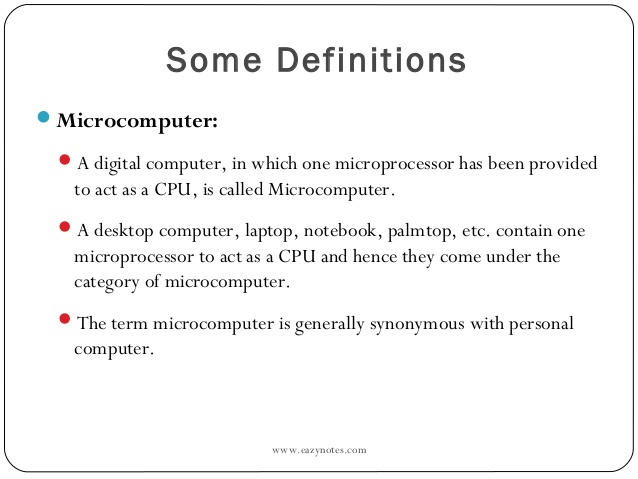 Some Definitions
Microcomputer:
A digital computer, in which one microprocessor has been provided
to act as a CPU, is called Microcomputer.
A desktop computer, laptop, notebook, palmtop, etc. contain one
microprocessor to act as a CPU and hence they come under the
category of microcomputer.
The term microcomputer is generally synonymous with personal
computer.
www.eazynotes.com